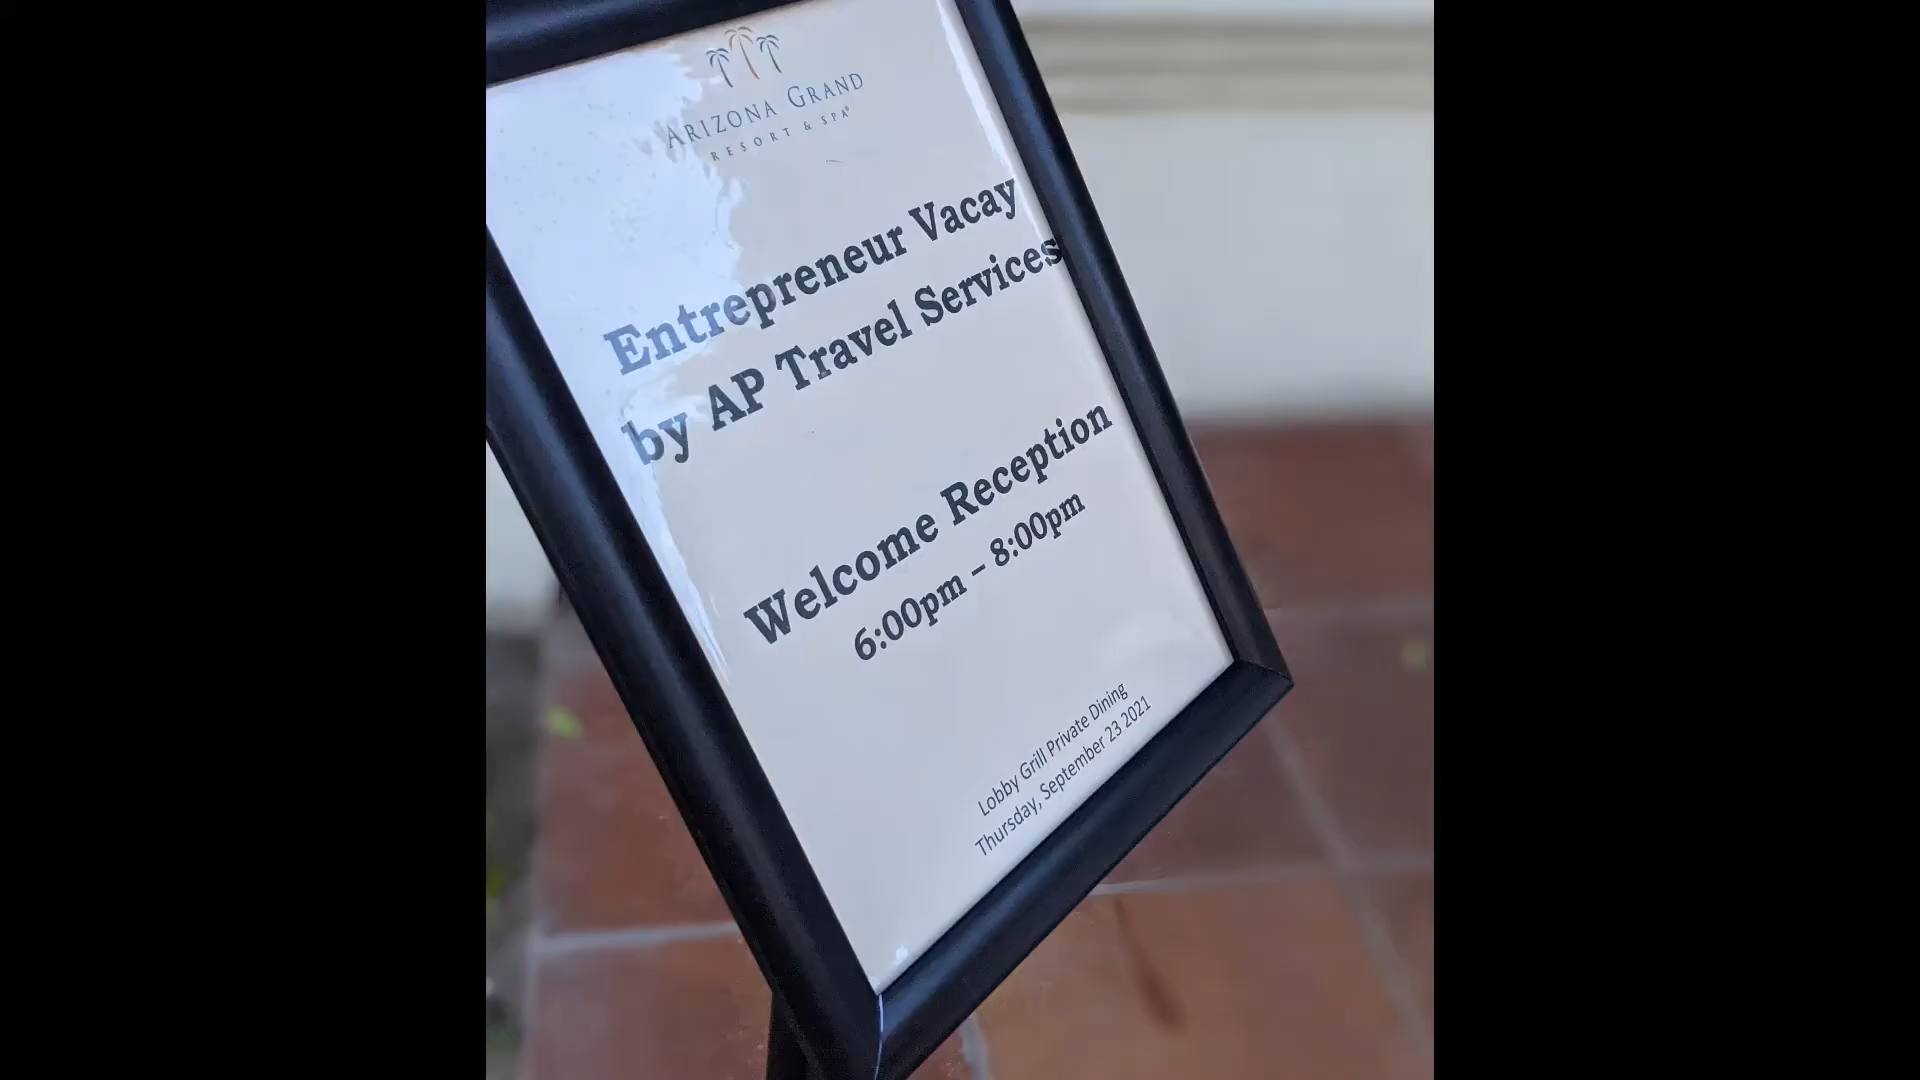 ARIZONA GRAND
RESORT & SPA
Entrepreneur Vacay
by AP Travel Services
Welcome Reception
6:00pm – 8:00pm
Lobby Grill Private Dining
Thursday, September 23 2021